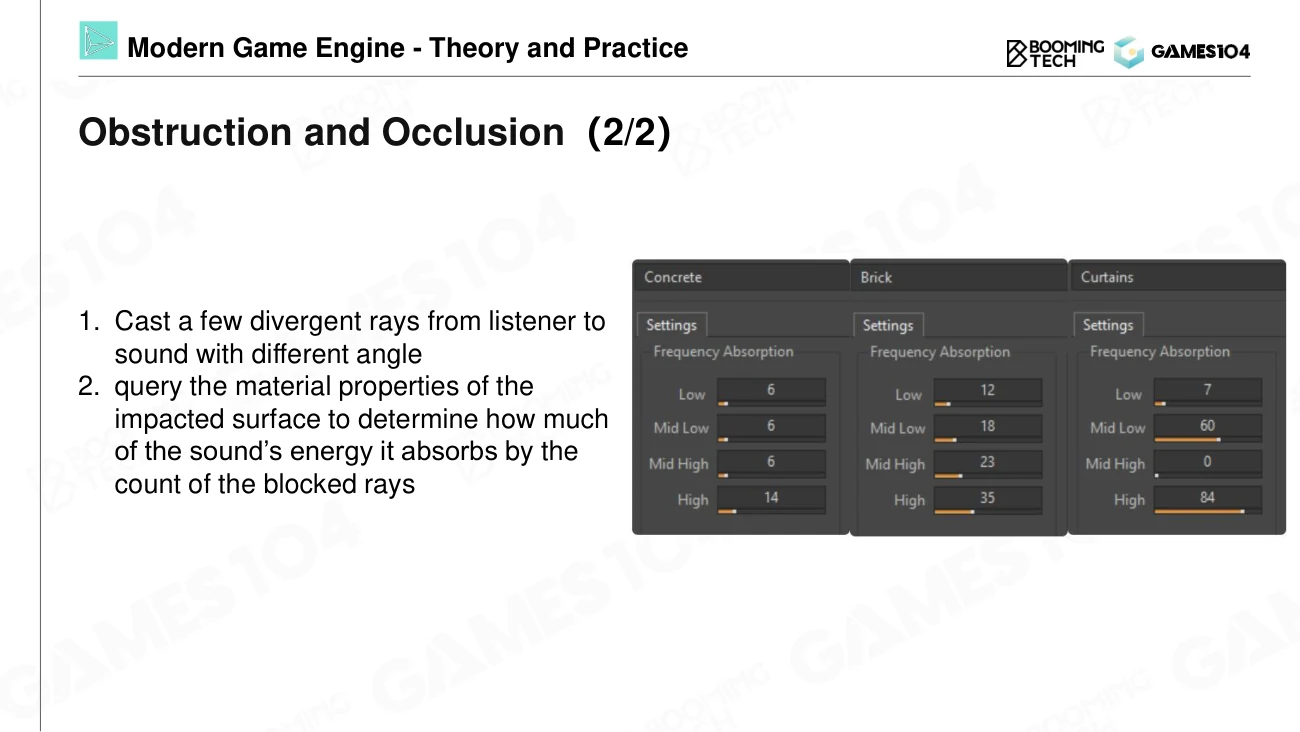 Modern Game Engine - Theory and Practice
BOOMING
TECH
GAMES104
Obstruction and Occlusion（2/2）
1. Cast a few divergent rays from listener to
sound with different angle
2. query the material properties of the
impacted surface to determine how much
of the sound's energy it absorbs by the
count of the blocked rays
Concrete
Settings
Frequency Absorption
Low 6
Mid Low 6
Mid High 6
High 14
Brick
Settings
Frequency Absorption
Low 12
Mid Low 18
Mid High 23
High 35
Curtains
Settings
Frequency Absorption
Low 7
Mid Low 60
Mid High 0
High 84